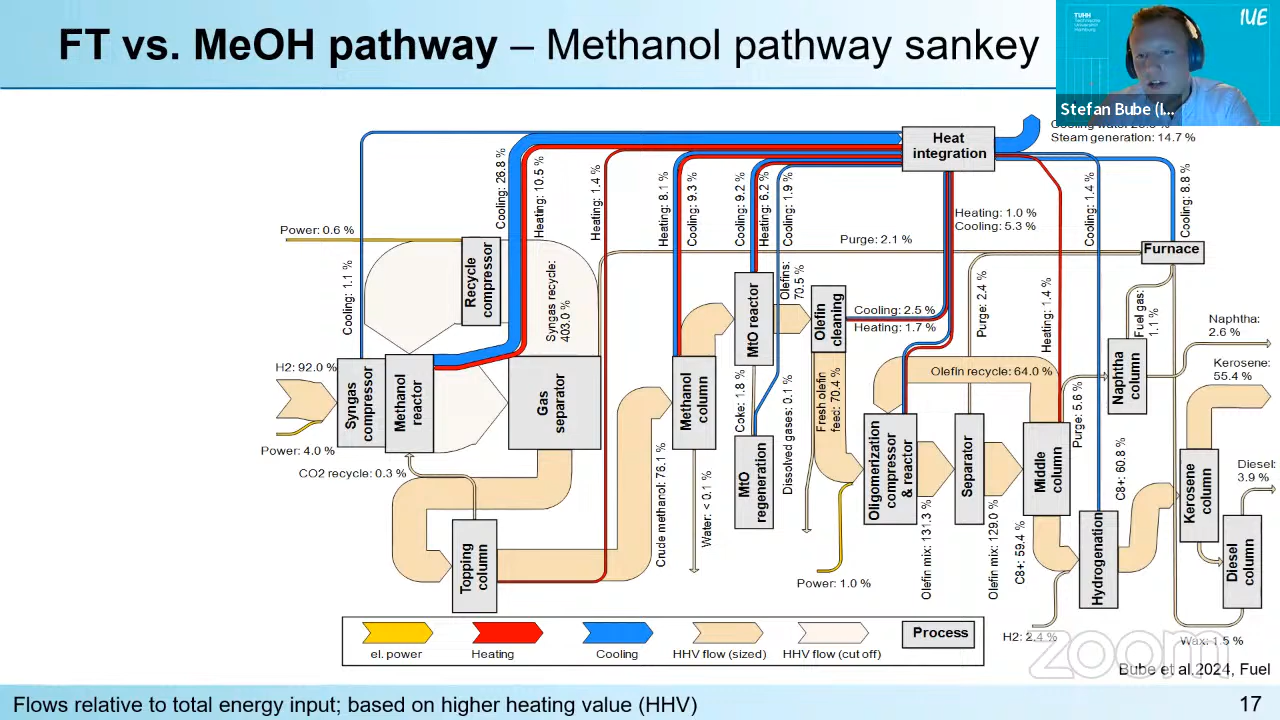 FT vs. MeOH pathway – Methanol pathway sankey
TUHH
Technische
Universität
Hamburg
IUE
Stefan Bube (I...
Heat
integration
Steam generation: 14.7 %
Cooling: 26.8 %
Heating: 10.5 %
Heating: 1.4 %
Heating: 8.1 %
Cooling: 9.3 %
Cooling: 9.2 %
Heating: 6.2 %
Cooling: 1.9 %
Heating: 1.0 %
Cooling: 5.3 %
Cooling: 1.4 %
Cooling: 8.8 %
Power: 0.6 %
Purge: 2.1 %
Furnace
Cooling: 1.1 %
Recycle
compressor
Syngas recycle:
403.0 %
MtO reactor
Olefins:
70.5 %
Olefin
cleaning
Cooling: 2.5 %
Heating: 1.7 %
Purge: 2.4 %
Heating: 1.4 %
Fuel gas:
1.1 %
Naphtha:
2.6 %
H2: 92.0 %
Syngas
compressor
Methanol
reactor
Gas
separator
Methanol
column
Coke: 1.8 %
Dissolved gases: 0.1 %
Fresh olefin
feed: 70.4 %
Olefin recycle: 64.0 %
Purge: 5.6 %
Naphtha
column
Kerosene:
55.4 %
Power: 4.0 %
CO2 recycle: 0.3 %
Crude methanol: 76.1 %
Water: < 0.1 %
MtO
regeneration
Oligomerization
compressor
& reactor
Separator
Middle
column
C8+: 60.8 %
Kerosene
column
Diesel:
3.9 %
Topping
column
Power: 1.0 %
Olefin mix: 131.3 %
Olefin mix: 129.0 %
C8+: 59.4 %
Hydrogenation
Diesel
column
H2: 2.4 %
Wax: 1.5 %
el. power
Heating
Cooling
HHV flow (sized)
HHV flow (cut off)
Process
zoom
Bube et al.2024, Fuel
Flows relative to total energy input; based on higher heating value (HHV)
17